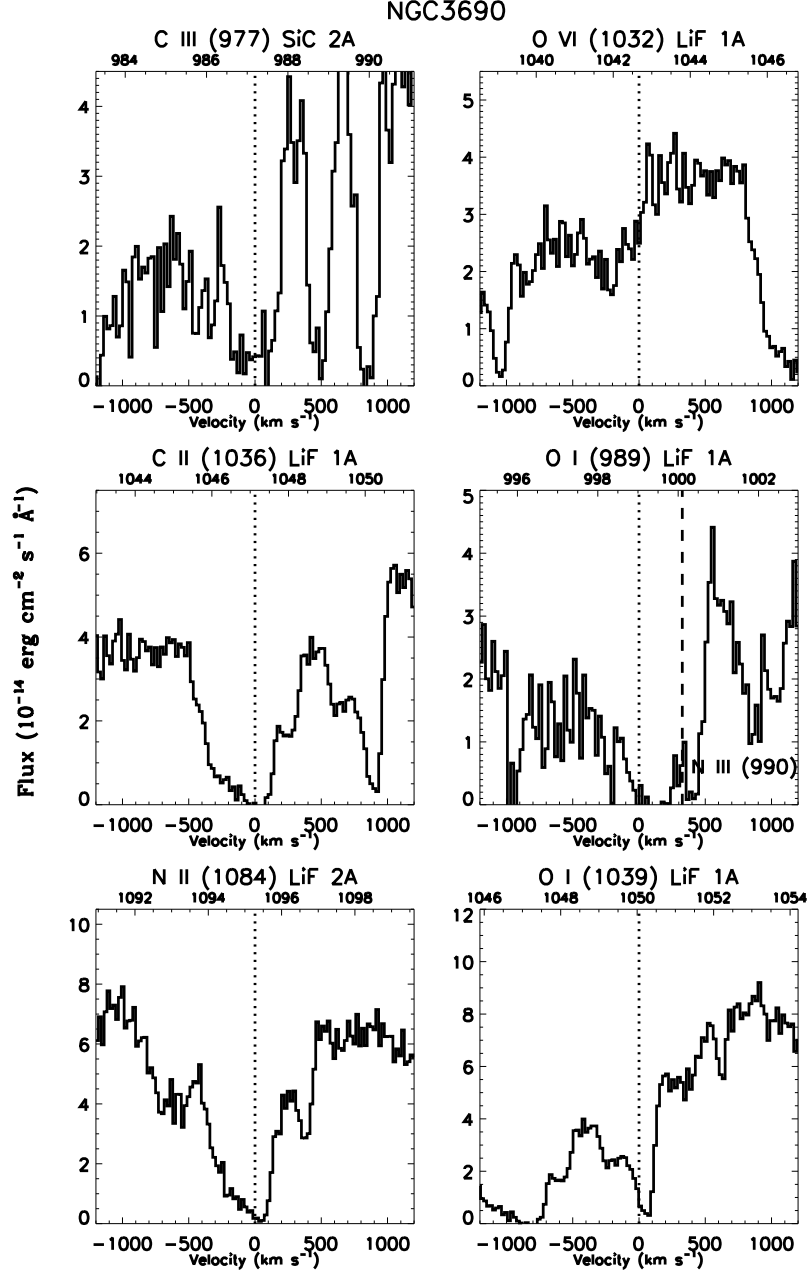 NGC3690
C III (977) SiC 2A
984 986 988 990
4
3
2
1
0
−1000 −500 0 500 1000
Velocity (km s⁻¹)
O VI (1032) LiF 1A
1040 1042 1044 1046
5
4
3
2
1
0
−1000 −500 0 500 1000
Velocity (km s⁻¹)
Flux (10⁻¹⁴ erg cm⁻² s⁻¹ Å⁻¹)
C II (1036) LiF 1A
1044 1046 1048 1050
6
4
2
0
−1000 −500 0 500 1000
Velocity (km s⁻¹)
O I (989) LiF 1A
996 998 1000 1002
5
4
3
2
1
0
N III (990)
−1000 −500 0 500 1000
Velocity (km s⁻¹)
N II (1084) LiF 2A
1092 1094 1096 1098
10
8
6
4
2
0
−1000 −500 0 500 1000
Velocity (km s⁻¹)
O I (1039) LiF 1A
1046 1048 1050 1052 1054
12
10
8
6
4
2
0
−1000 −500 0 500 1000
Velocity (km s⁻¹)